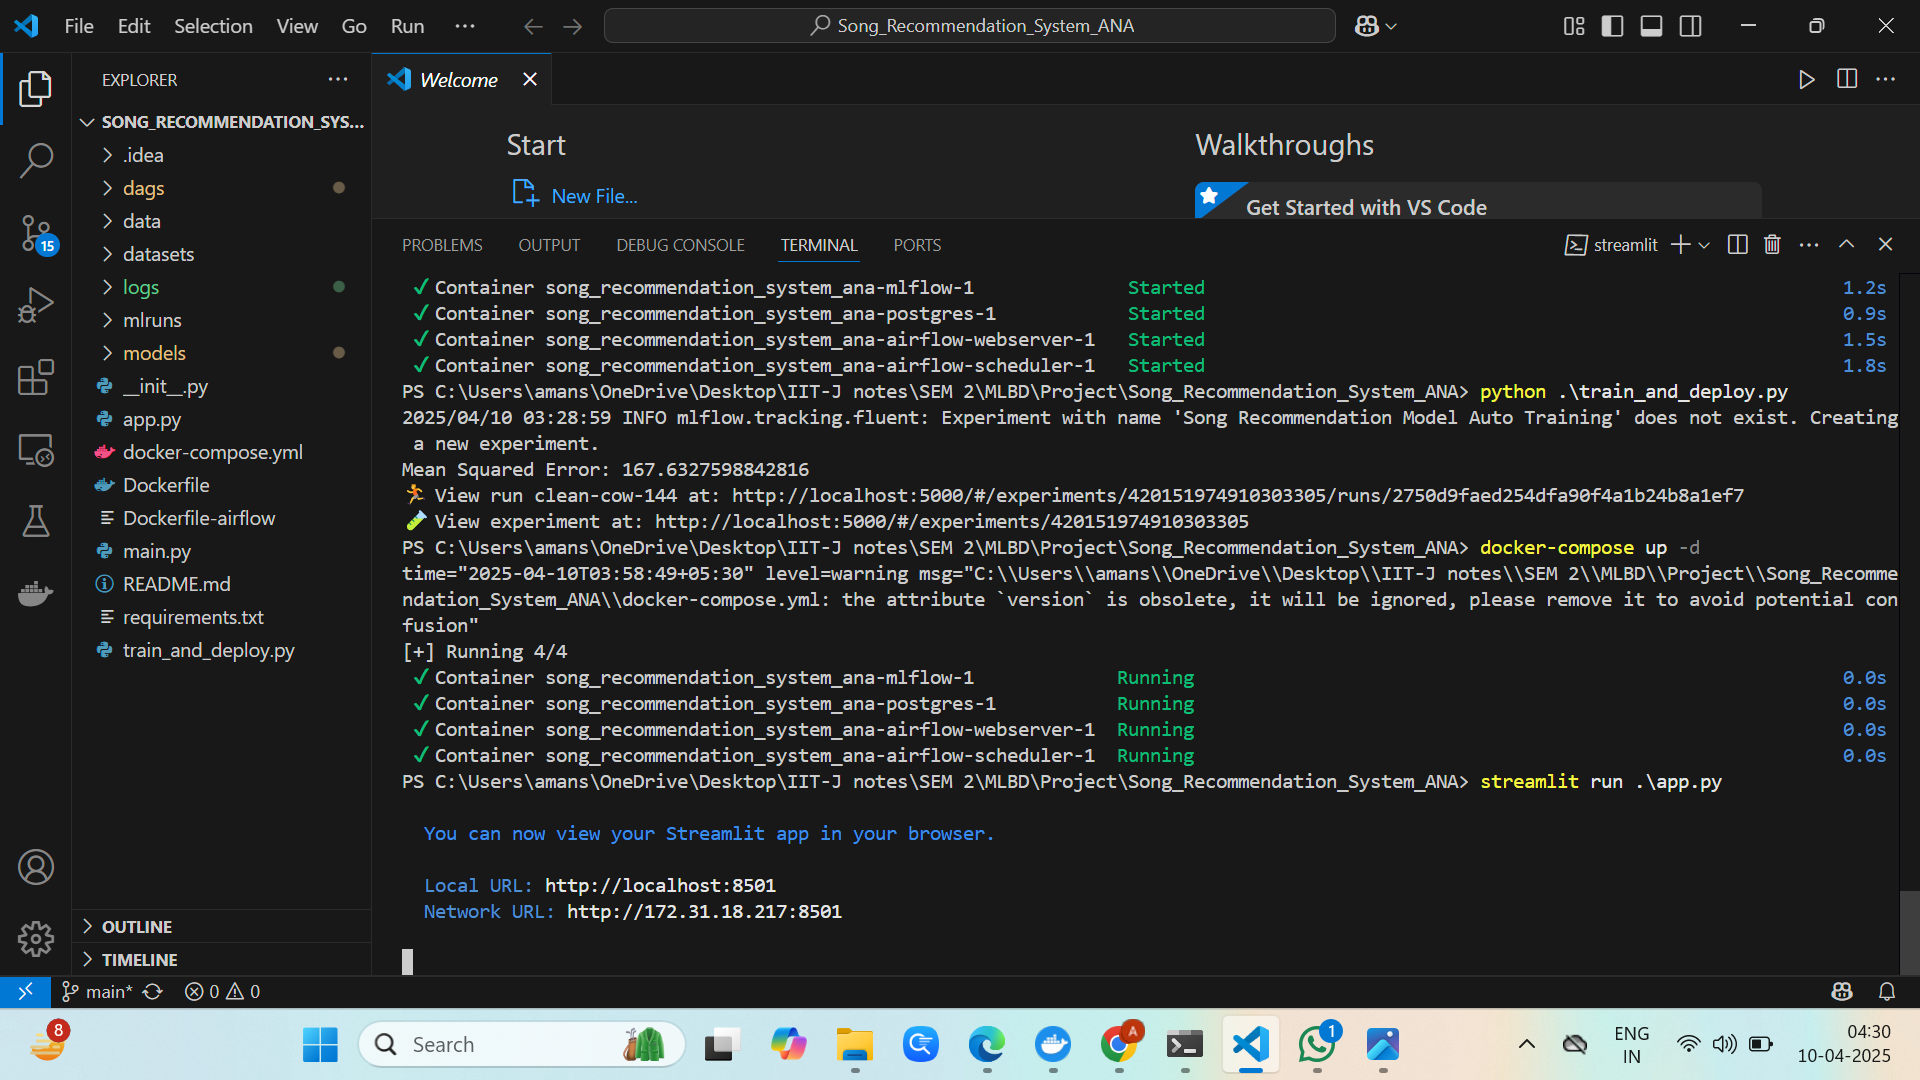 File Edit Selection View Go Run ···
Song_Recommendation_System_ANA
EXPLORER
SONG_RECOMMENDATION_SYS...
.idea
dags
data
datasets
logs
mlruns
models
__init__.py
app.py
docker-compose.yml
Dockerfile
Dockerfile-airflow
main.py
README.md
requirements.txt
train_and_deploy.py
OUTLINE
TIMELINE
15
Welcome
Start
New File...
Walkthroughs
Get Started with VS Code
PROBLEMS OUTPUT DEBUG CONSOLE TERMINAL PORTS
streamlit
✓ Container song_recommendation_system_ana-mlflow-1 Started 1.2s
✓ Container song_recommendation_system_ana-postgres-1 Started 0.9s
✓ Container song_recommendation_system_ana-airflow-webserver-1 Started 1.5s
✓ Container song_recommendation_system_ana-airflow-scheduler-1 Started 1.8s
PS C:\Users\amans\OneDrive\Desktop\IIT-J notes\SEM 2\MLBD\Project\Song_Recommendation_System_ANA> python .\train_and_deploy.py
2025/04/10 03:28:59 INFO mlflow.tracking.fluent: Experiment with name 'Song Recommendation Model Auto Training' does not exist. Creating
a new experiment.
Mean Squared Error: 167.6327598842816
🏃 View run clean-cow-144 at: http://localhost:5000/#/experiments/420151974910303305/runs/2750d9faed254dfa90f4a1b24b8a1ef7
🧪 View experiment at: http://localhost:5000/#/experiments/420151974910303305
PS C:\Users\amans\OneDrive\Desktop\IIT-J notes\SEM 2\MLBD\Project\Song_Recommendation_System_ANA> docker-compose up -d
time="2025-04-10T03:58:49+05:30" level=warning msg="C:\\Users\\amans\\OneDrive\\Desktop\\IIT-J notes\\SEM 2\\MLBD\\Project\\Song_Recomme
ndation_System_ANA\\docker-compose.yml: the attribute `version` is obsolete, it will be ignored, please remove it to avoid potential con
fusion"
[+] Running 4/4
✓ Container song_recommendation_system_ana-mlflow-1 Running 0.0s
✓ Container song_recommendation_system_ana-postgres-1 Running 0.0s
✓ Container song_recommendation_system_ana-airflow-webserver-1 Running 0.0s
✓ Container song_recommendation_system_ana-airflow-scheduler-1 Running 0.0s
PS C:\Users\amans\OneDrive\Desktop\IIT-J notes\SEM 2\MLBD\Project\Song_Recommendation_System_ANA> streamlit run .\app.py
You can now view your Streamlit app in your browser.
Local URL: http://localhost:8501
Network URL: http://172.31.18.217:8501
main* 0 0
8
Search
A
1
ENG
IN
04:30
10-04-2025